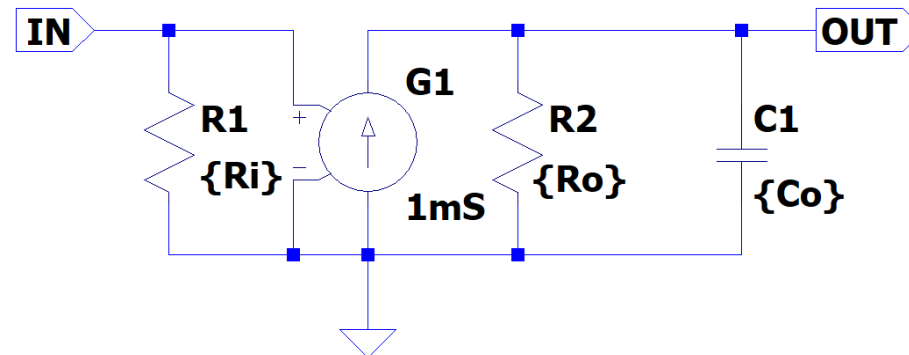 IN
OUT
G1
R1
R2
C1
+
{Ri}
−
{Ro}
{Co}
1mS